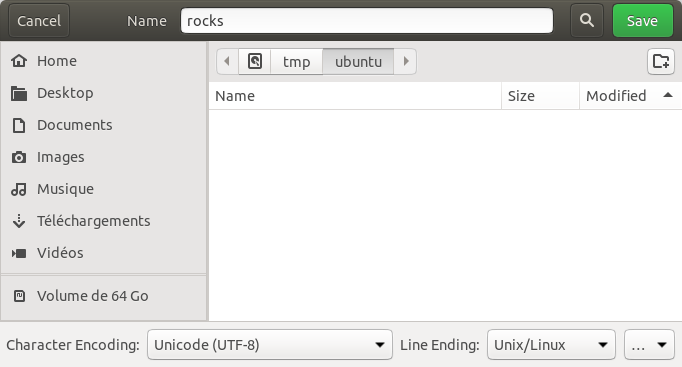 Cancel Name rocks Save
tmp ubuntu
Home
Desktop
Documents
Images
Musique
Téléchargements
Vidéos
Volume de 64 Go
Name Size Modified
Character Encoding: Unicode (UTF-8) Line Ending: Unix/Linux ...